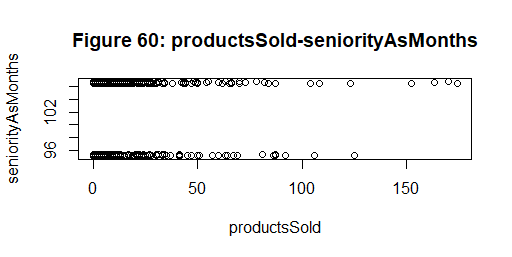 Figure 60: productsSold-seniorityAsMonths
seniorityAsMonths
102
96
0 50 100 150
productsSold